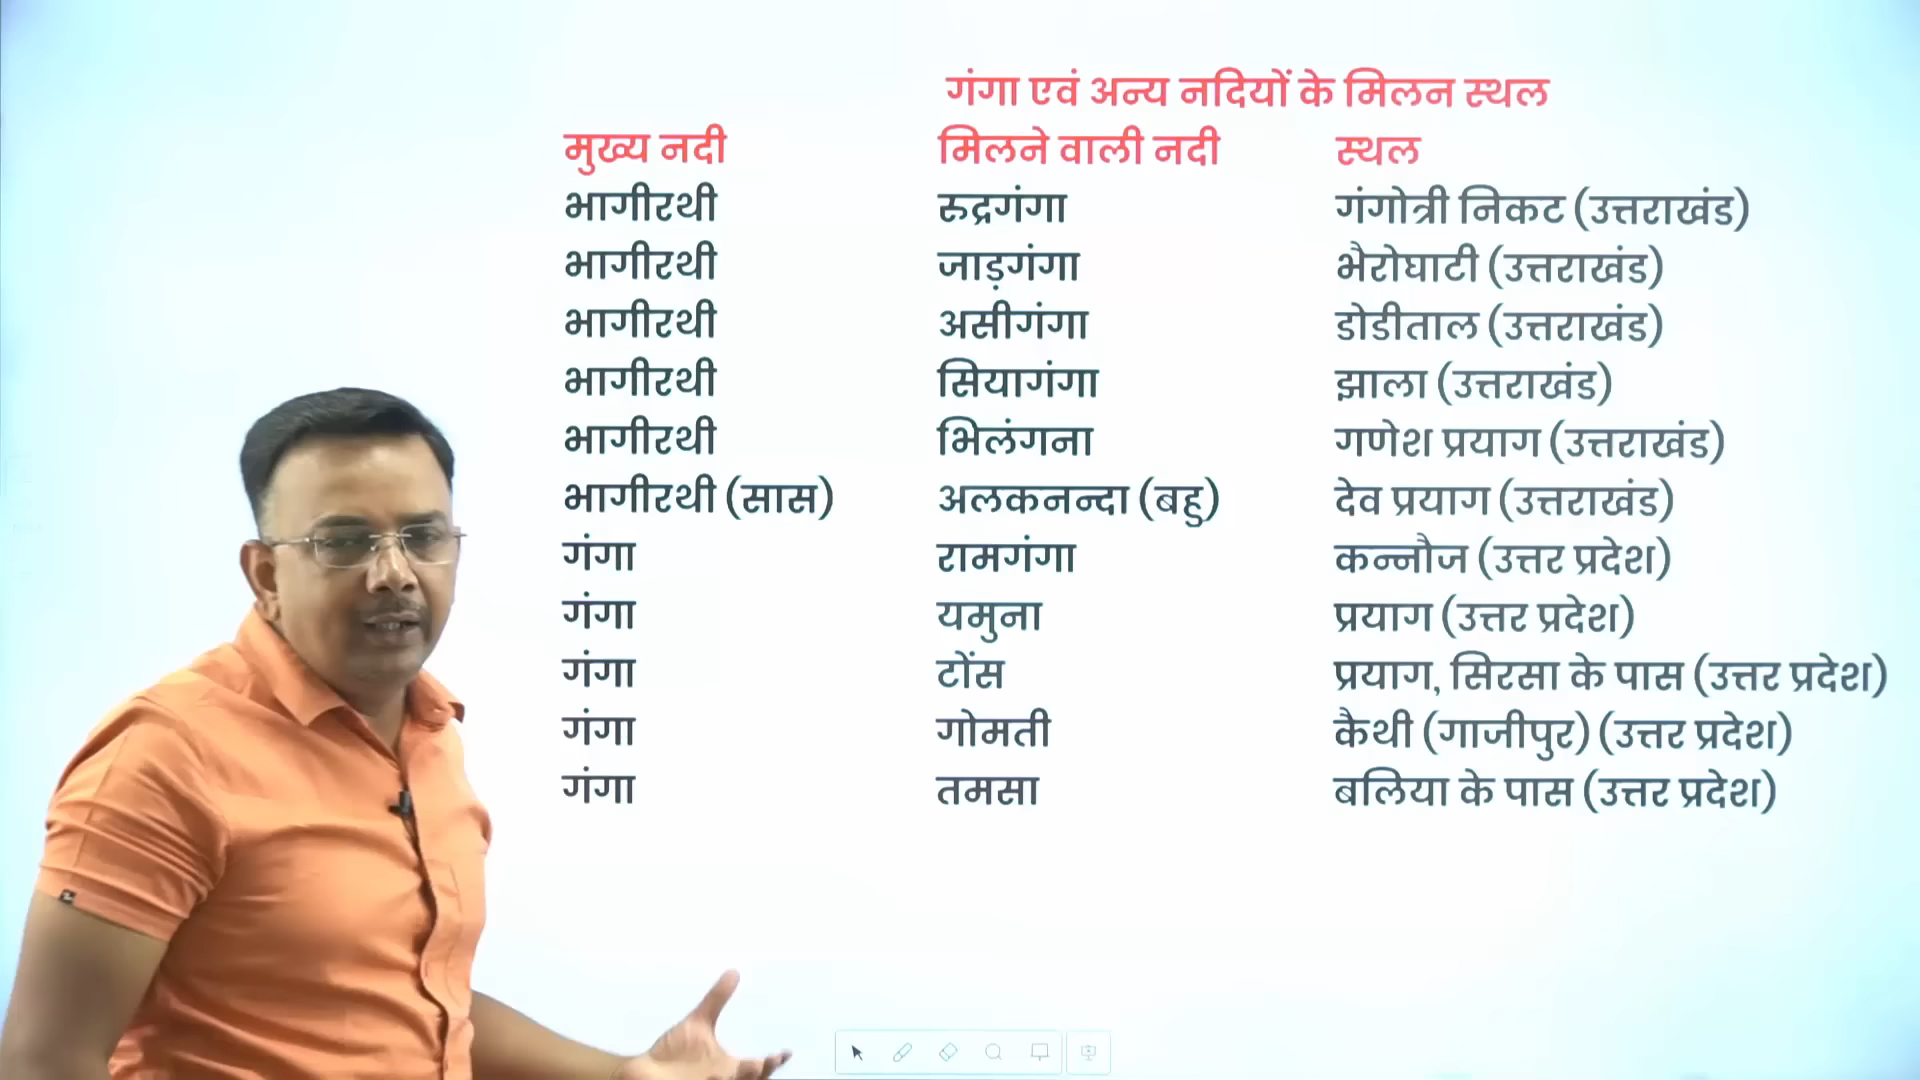 गंगा एवं अन्य नदियों के मिलन स्थल
मुख्य नदी मिलने वाली नदी स्थल
भागीरथी रुद्रगंगा गंगोत्री निकट (उत्तराखंड)
भागीरथी जाड़गंगा भैरोघाटी (उत्तराखंड)
भागीरथी असीगंगा डोडीताल (उत्तराखंड)
भागीरथी सियागंगा झाला (उत्तराखंड)
भागीरथी भिलंगना गणेश प्रयाग (उत्तराखंड)
भागीरथी (सास) अलकनन्दा (बहु) देव प्रयाग (उत्तराखंड)
गंगा रामगंगा कन्नौज (उत्तर प्रदेश)
गंगा यमुना प्रयाग (उत्तर प्रदेश)
गंगा टोंस प्रयाग, सिरसा के पास (उत्तर प्रदेश)
गंगा गोमती कैथी (गाजीपुर) (उत्तर प्रदेश)
गंगा तमसा बलिया के पास (उत्तर प्रदेश)